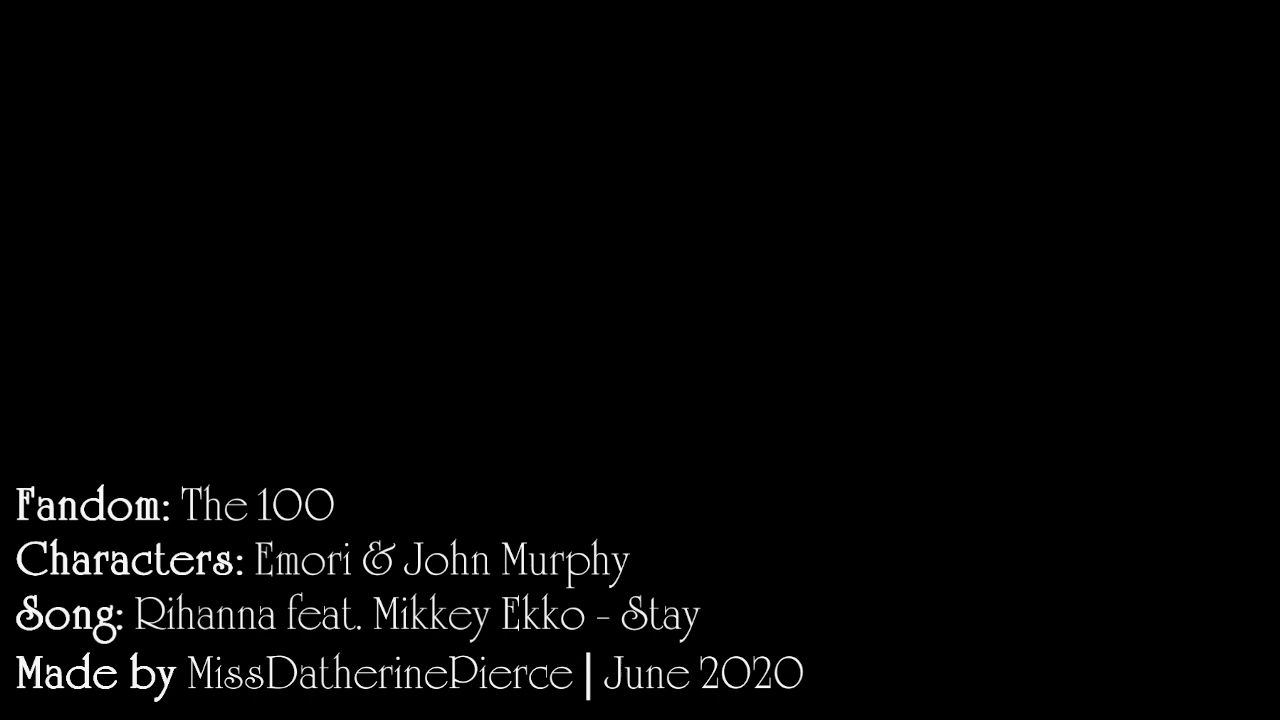 Fandom: The 100
Characters: Emori & John Murphy
Song: Rihanna feat. Mikkey Ekko - Stay
Made by MissDatherinePierce | June 2020